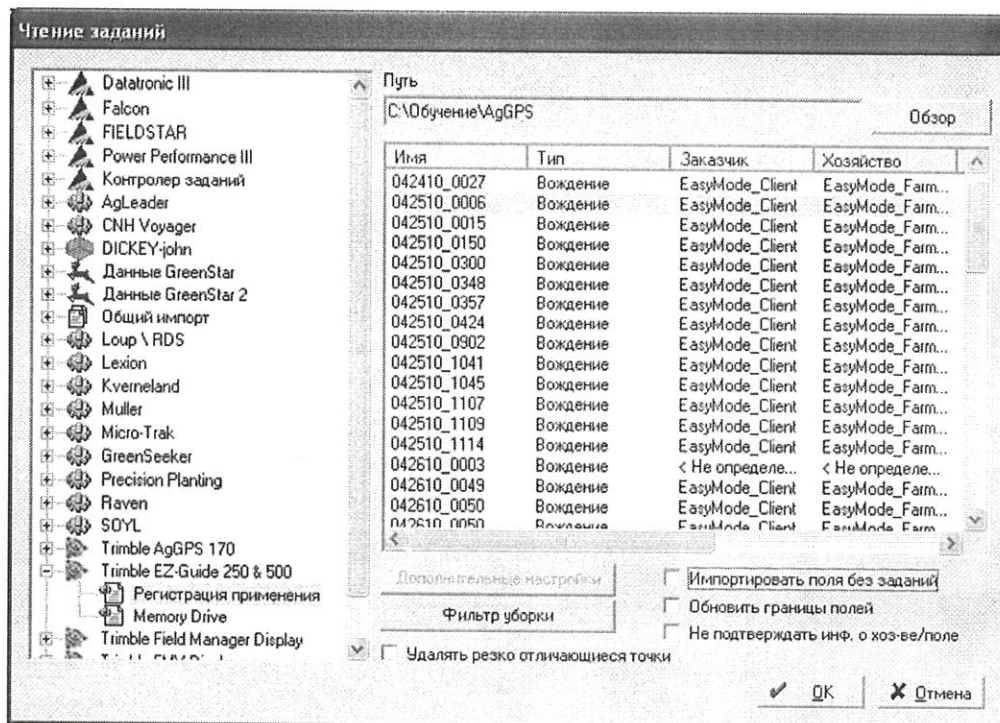 Чтение заданий
Datatronic III
Falcon
FIELDSTAR
Power Performance III
Контролер заданий
AgLeader
CNH Voyager
DICKEY-john
Данные GreenStar
Данные GreenStar 2
Общий импорт
Loup \ RDS
Lexion
Kverneland
Muller
Micro-Trak
GreenSeeker
Precision Planting
Raven
SOYL
Trimble AgGPS 170
Trimble EZ-Guide 250 & 500
Регистрация применения
Memory Drive
Trimble Field Manager Display
Путь
C:\Обучение\AgGPS
Обзор
Имя Тип Заказчик Хозяйство
042410_0027 Вождение EasyMode_Client EasyMode_Farm...
042510_0006 Вождение EasyMode_Client EasyMode_Farm...
042510_0015 Вождение EasyMode_Client EasyMode_Farm...
042510_0150 Вождение EasyMode_Client EasyMode_Farm...
042510_0300 Вождение EasyMode_Client EasyMode_Farm...
042510_0348 Вождение EasyMode_Client EasyMode_Farm...
042510_0357 Вождение EasyMode_Client EasyMode_Farm...
042510_0424 Вождение EasyMode_Client EasyMode_Farm...
042510_0902 Вождение EasyMode_Client EasyMode_Farm...
042510_1041 Вождение EasyMode_Client EasyMode_Farm...
042510_1045 Вождение EasyMode_Client EasyMode_Farm...
042510_1107 Вождение EasyMode_Client EasyMode_Farm...
042510_1109 Вождение EasyMode_Client EasyMode_Farm...
042510_1114 Вождение EasyMode_Client EasyMode_Farm...
042610_0003 Вождение < Не определе... < Не определе...
042610_0049 Вождение EasyMode_Client EasyMode_Farm...
042610_0050 Вождение EasyMode_Client EasyMode_Farm...
042610_0050 Вождение EasyMode_Client EasyMode_Farm
Дополнительные настройки
Фильтр уборки
Удалять резко отличающиеся точки
Импортировать поля без заданий
Обновить границы полей
Не подтверждать инф. о хоз-ве/поле
OK
Отмена